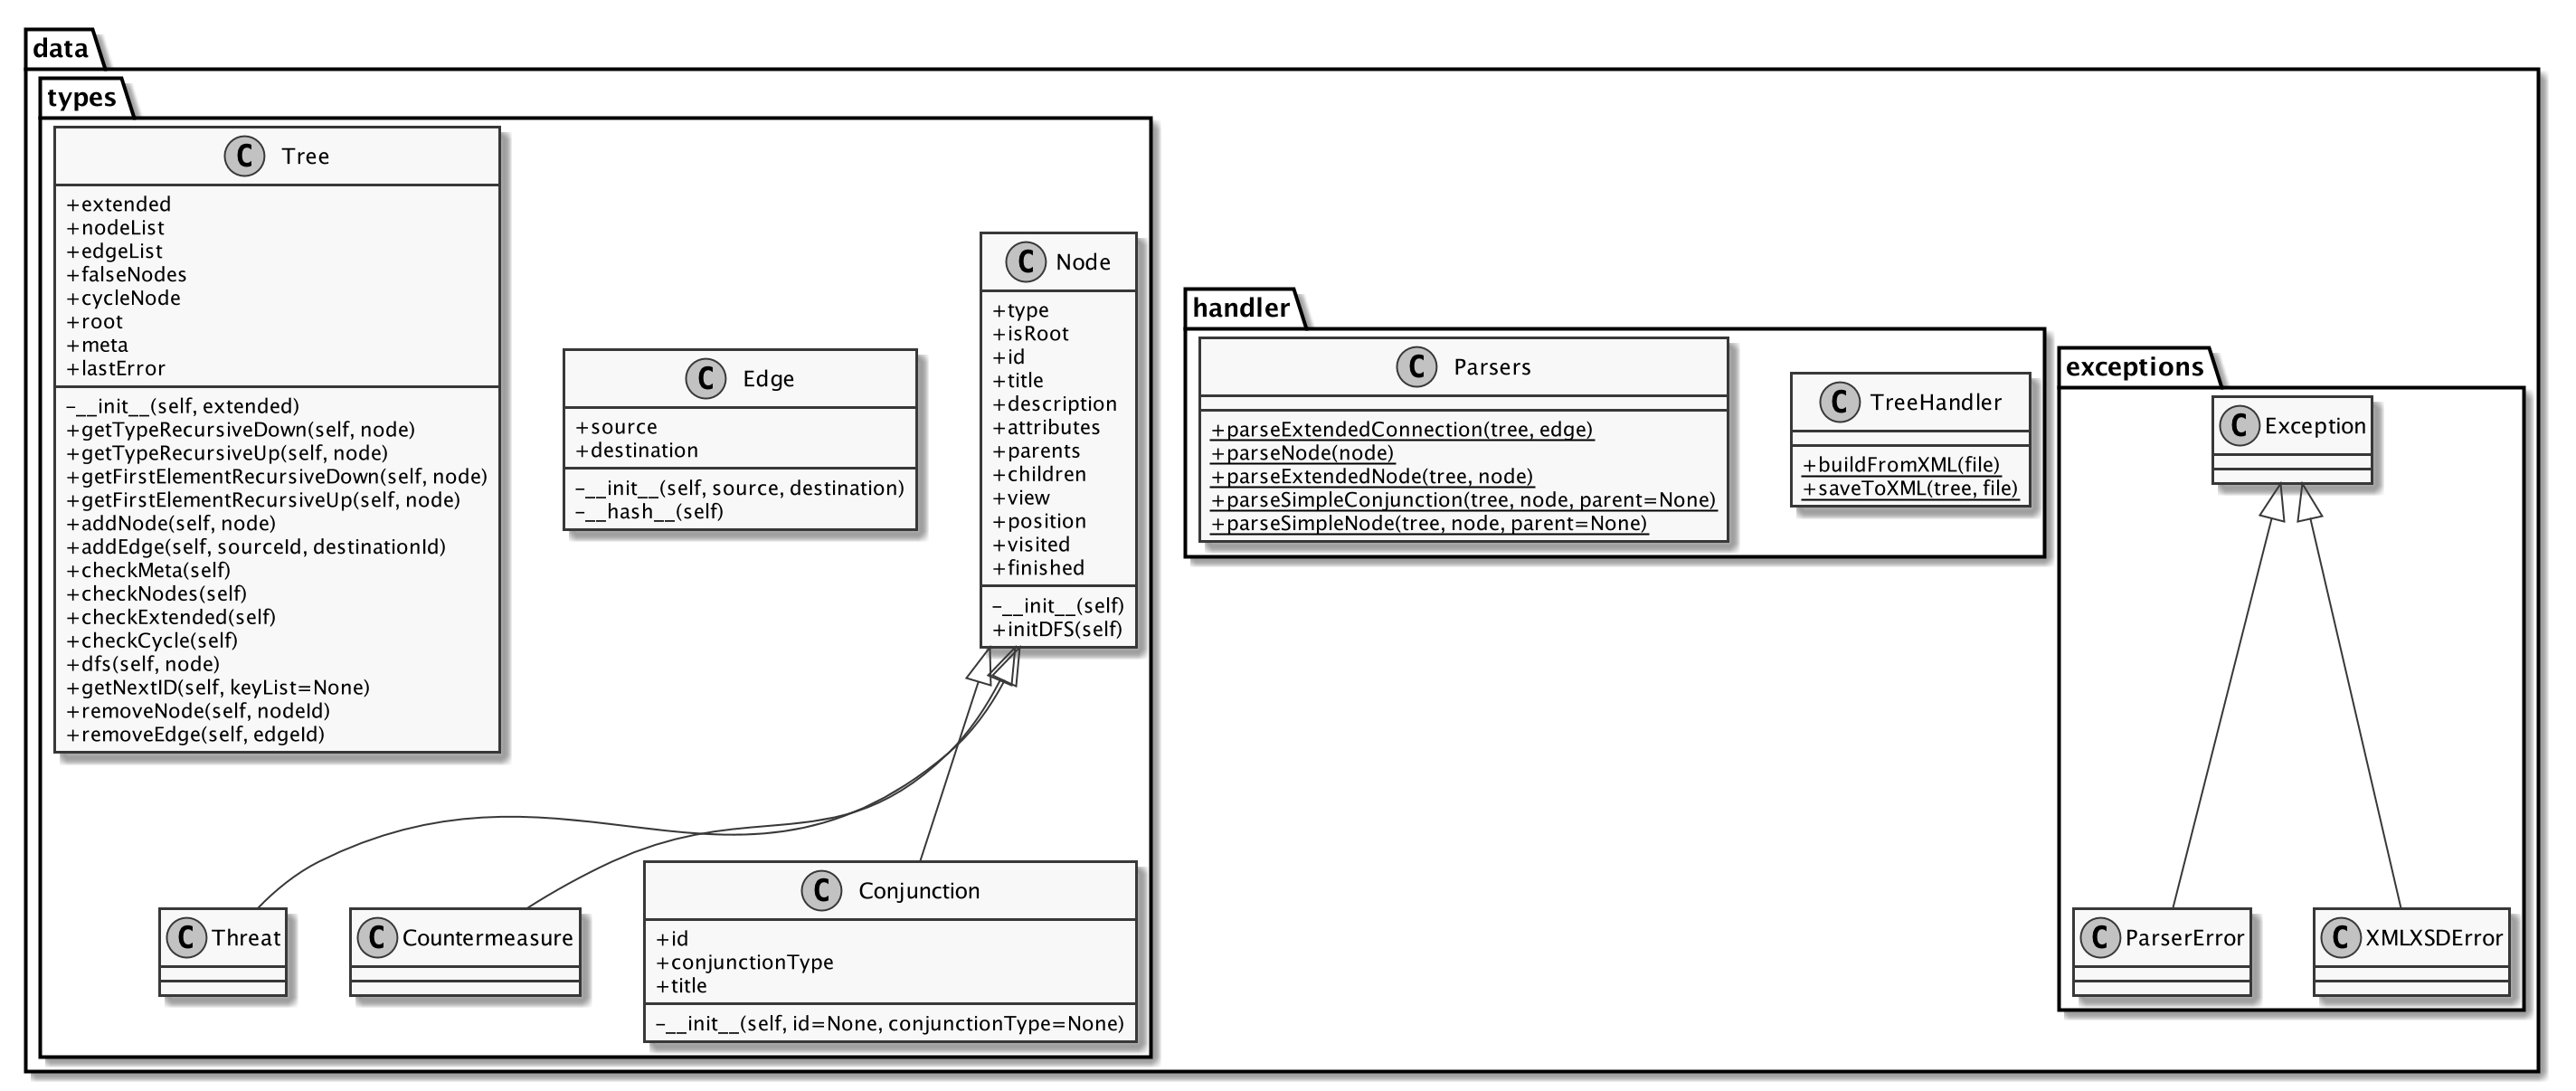 data
types
C Tree
+extended
+nodeList
+edgeList
+falseNodes
+cycleNode
+root
+meta
+lastError
−__init__(self, extended)
+getTypeRecursiveDown(self, node)
+getTypeRecursiveUp(self, node)
+getFirstElementRecursiveDown(self, node)
+getFirstElementRecursiveUp(self, node)
+addNode(self, node)
+addEdge(self, sourceId, destinationId)
+checkMeta(self)
+checkNodes(self)
+checkExtended(self)
+checkCycle(self)
+dfs(self, node)
+getNextID(self, keyList=None)
+removeNode(self, nodeId)
+removeEdge(self, edgeId)
C Edge
+source
+destination
−__init__(self, source, destination)
−__hash__(self)
C Node
+type
+isRoot
+id
+title
+description
+attributes
+parents
+children
+view
+position
+visited
+finished
−__init__(self)
+initDFS(self)
C Threat
C Countermeasure
C Conjunction
+id
+conjunctionType
+title
−__init__(self, id=None, conjunctionType=None)
handler
C Parsers
+parseExtendedConnection(tree, edge)
+parseNode(node)
+parseExtendedNode(tree, node)
+parseSimpleConjunction(tree, node, parent=None)
+parseSimpleNode(tree, node, parent=None)
C TreeHandler
+buildFromXML(file)
+saveToXML(tree, file)
exceptions
C Exception
C ParserError
C XMLXSDError